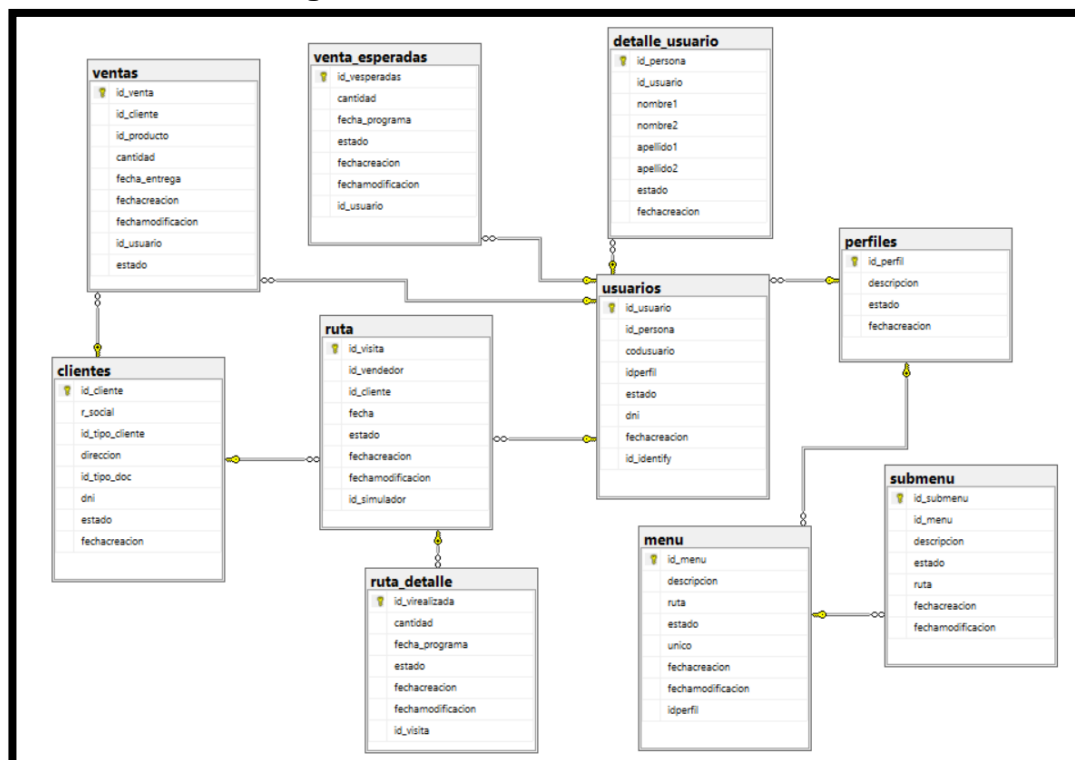 ventas
id_venta
id_cliente
id_producto
cantidad
fecha_entrega
fechacreacion
fechamodificacion
id_usuario
estado
venta_esperadas
id_vesperadas
cantidad
fecha_programa
estado
fechacreacion
fechamodificacion
id_usuario
detalle_usuario
id_persona
id_usuario
nombre1
nombre2
apellido1
apellido2
estado
fechacreacion
perfiles
id_perfil
descripcion
estado
fechacreacion
usuarios
id_usuario
id_persona
codusuario
idperfil
estado
dni
fechacreacion
id_identify
ruta
id_visita
id_vendedor
id_cliente
fecha
estado
fechacreacion
fechamodificacion
id_simulador
clientes
id_cliente
r_social
id_tipo_cliente
direccion
id_tipo_doc
dni
estado
fechacreacion
submenu
id_submenu
id_menu
descripcion
estado
ruta
fechacreacion
fechamodificacion
menu
id_menu
descripcion
ruta
estado
unico
fechacreacion
fechamodificacion
idperfil
ruta_detalle
id_virealizada
cantidad
fecha_programa
estado
fechacreacion
fechamodificacion
id_visita